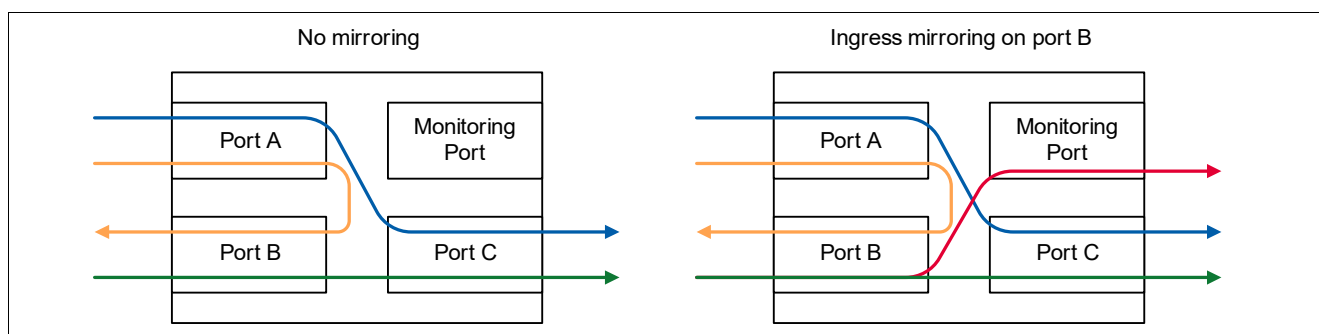 No mirroring
Port A
Monitoring
Port
Port B
Port C
Ingress mirroring on port B
Port A
Monitoring
Port
Port B
Port C